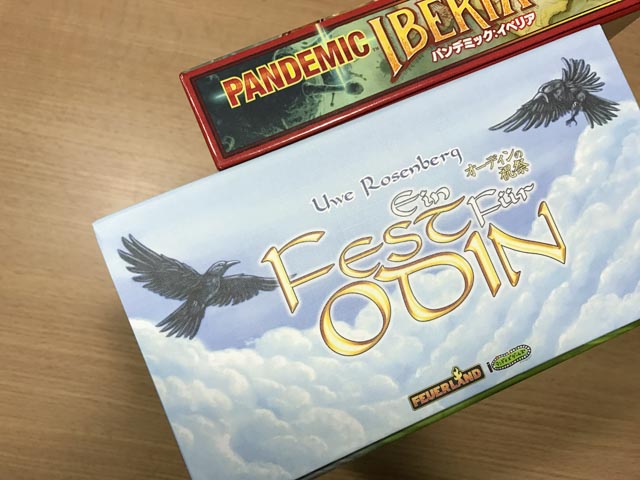 PANDEMIC IBERIA
パンデミック:イベリア
Uwe Rosenberg
Ein
オーディンの
祝祭
FEST Für
ODIN
FEUERLAND